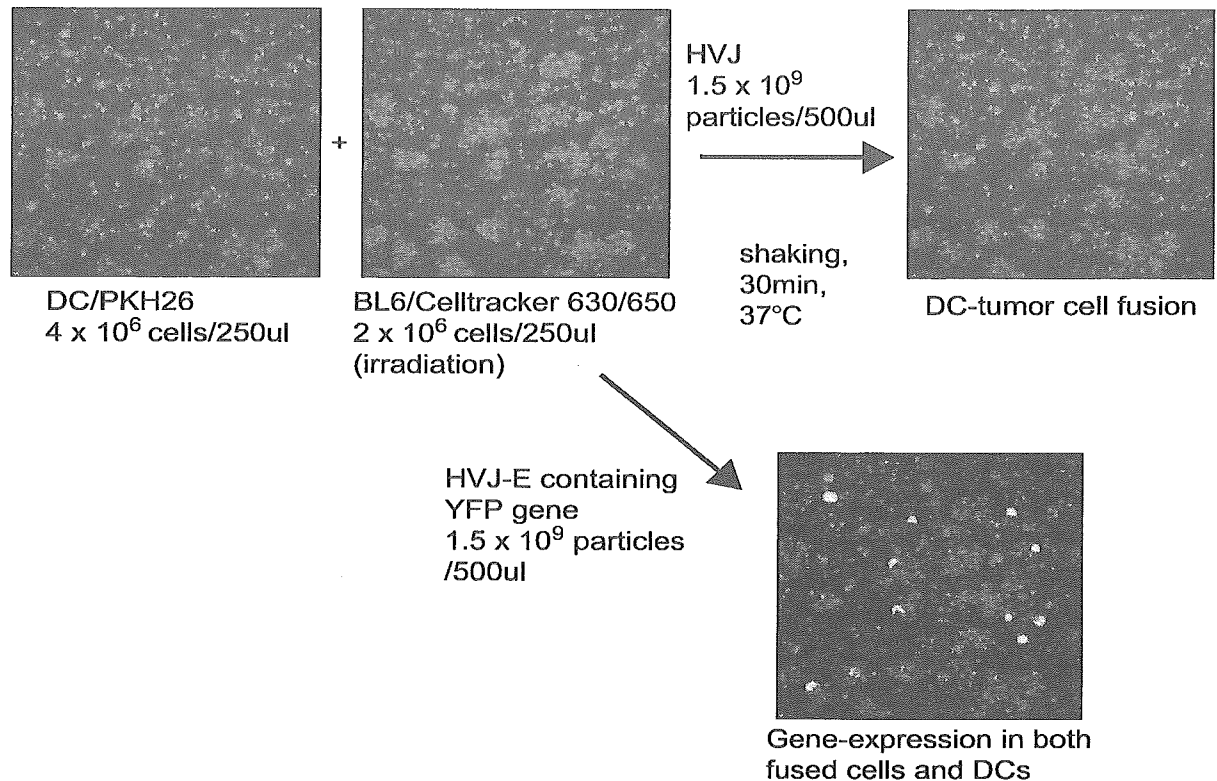 DC/PKH26
4 x 10⁶ cells/250ul
+
BL6/Celltracker 630/650
2 x 10⁶ cells/250ul
(irradiation)
HVJ
1.5 x 10⁹
particles/500ul
shaking,
30min,
37°C
DC-tumor cell fusion
HVJ-E containing
YFP gene
1.5 x 10⁹ particles
/500ul
Gene-expression in both
fused cells and DCs